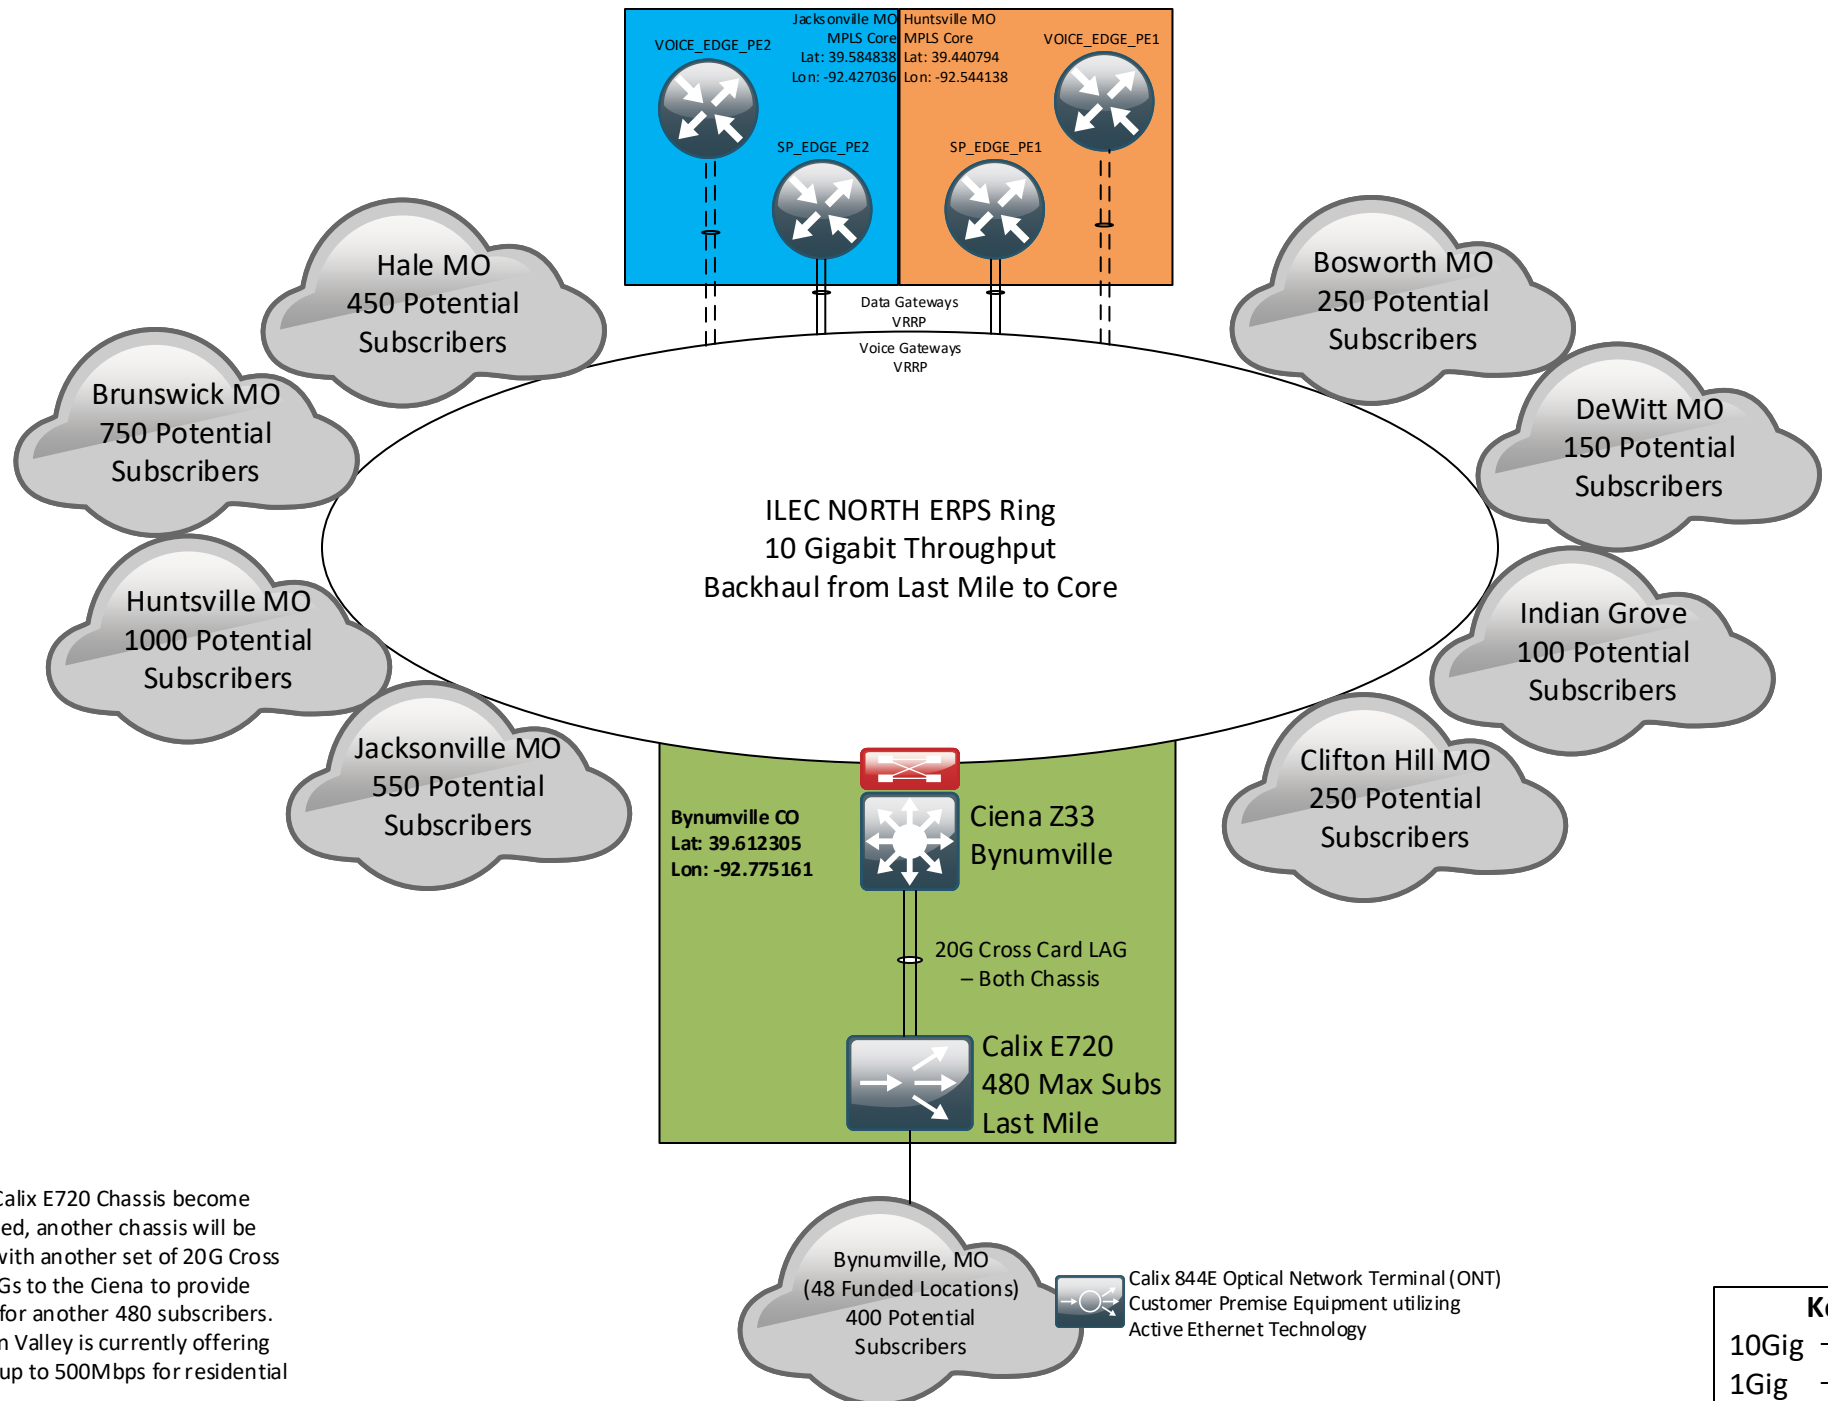 Jacksonville MO
MPLS Core
Lat: 39.584838
Lon: -92.427036
Huntsville MO
MPLS Core
Lat: 39.440794
Lon: -92.544138
VOICE_EDGE_PE2
VOICE_EDGE_PE1
SP_EDGE_PE2
SP_EDGE_PE1
Data Gateways
VRRP
Voice Gateways
VRRP
Hale MO
450 Potential
Subscribers
Brunswick MO
750 Potential
Subscribers
Huntsville MO
1000 Potential
Subscribers
Jacksonville MO
550 Potential
Subscribers
Bosworth MO
250 Potential
Subscribers
DeWitt MO
150 Potential
Subscribers
Indian Grove
100 Potential
Subscribers
Clifton Hill MO
250 Potential
Subscribers
ILEC NORTH ERPS Ring
10 Gigabit Throughput
Backhaul from Last Mile to Core
Bynumville CO
Lat: 39.612305
Lon: -92.775161
Ciena Z33
Bynumville
20G Cross Card LAG
– Both Chassis
Calix E720
480 Max Subs
Last Mile
Bynumville, MO
(48 Funded Locations)
400 Potential
Subscribers
Calix 844E Optical Network Terminal (ONT)
Customer Premise Equipment utilizing
Active Ethernet Technology
Calix E720 Chassis become
another chassis will be
with another set of 20G Cross
to the Ciena to provide
for another 480 subscribers.
Valley is currently offering
up to 500Mbps for residential
10Gig
1Gig